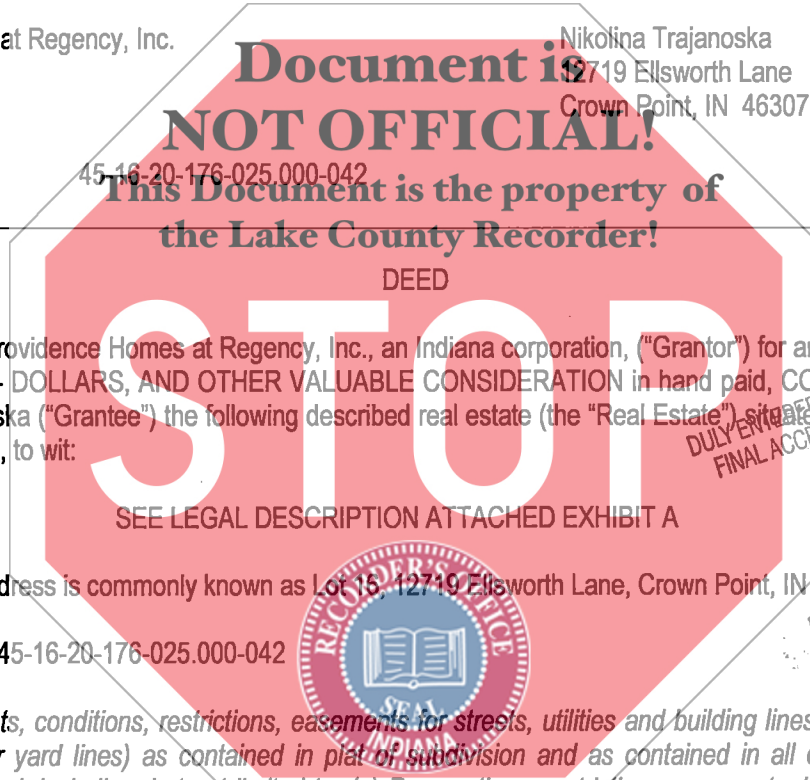 at Regency, Inc.
Nikolina Trajanoska
12719 Ellsworth Lane
Crown Point, IN 46307
Document is
NOT OFFICIAL!
45-16-20-176-025.000-042
This Document is the property of
the Lake County Recorder!
DEED
STOP
rovidence Homes at Regency, Inc., an Indiana corporation, ("Grantor") for an
- DOLLARS, AND OTHER VALUABLE CONSIDERATION in hand paid, CO
ska ("Grantee") the following described real estate (the "Real Estate") situate
, to wit:
DULY ENTERED
FINAL ACCE
SEE LEGAL DESCRIPTION ATTACHED EXHIBIT A
dress is commonly known as Lot 16, 12719 Ellsworth Lane, Crown Point, IN
45-16-20-176-025.000-042
RECORDER'S OFFICE
SEAL
INDIANA
ts, conditions, restrictions, easements for streets, utilities and building lines
r yard lines) as contained in plat of subdivision and as contained in all